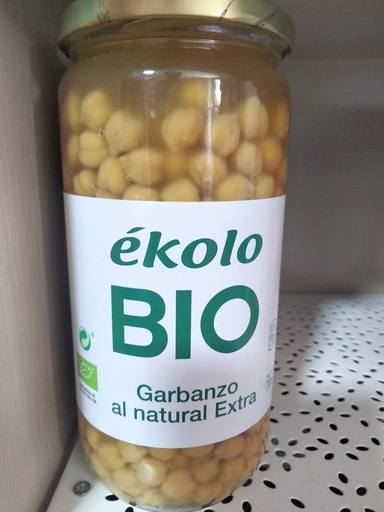 ékolo
BIO
Garbanzo
al natural Extra